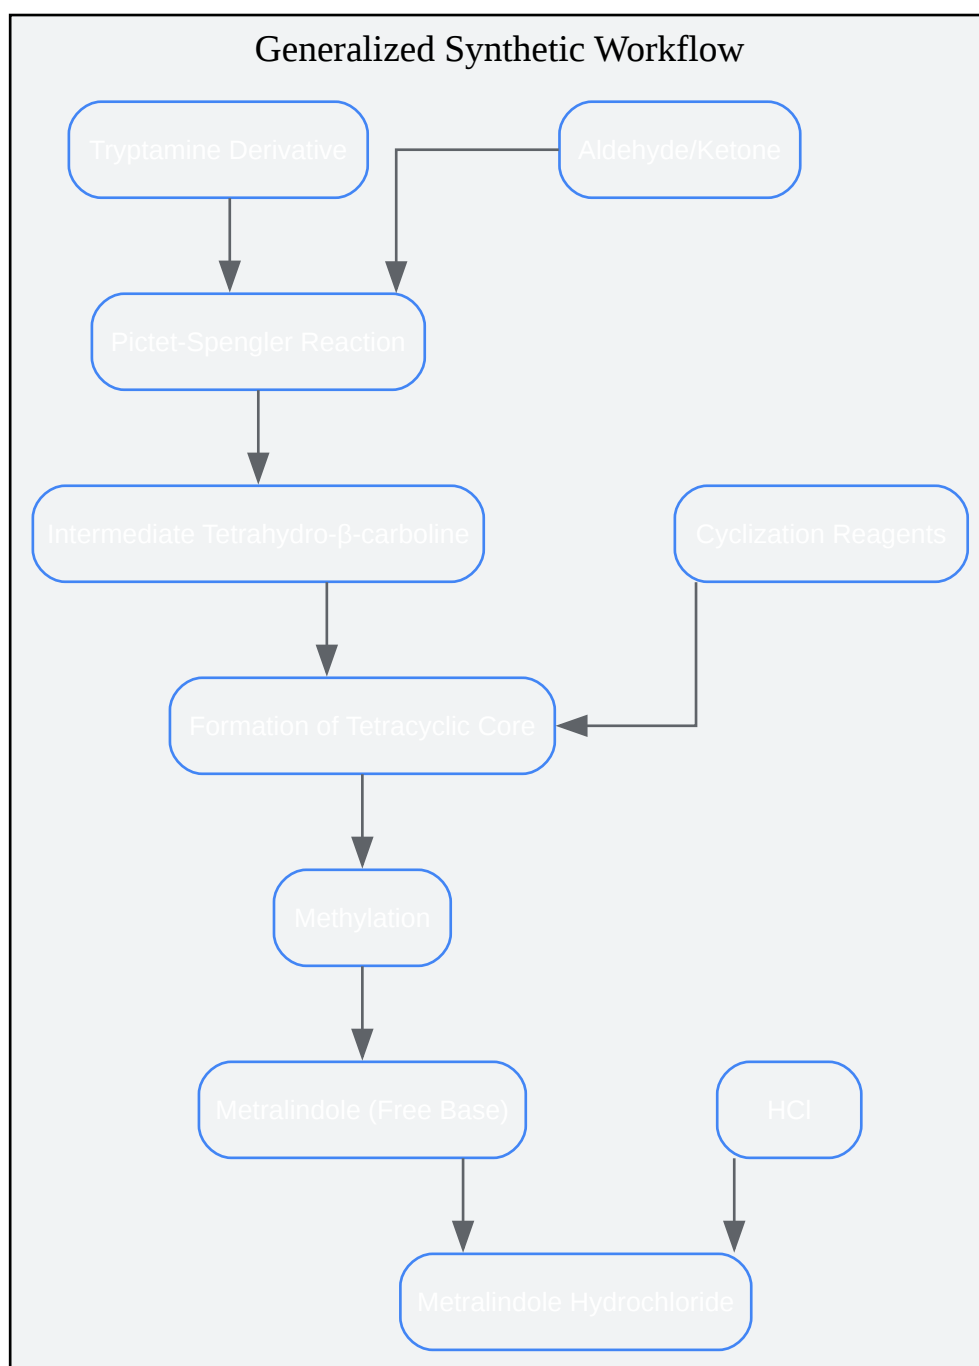 Generalized Synthetic Workflow
Tryptamine Derivative
Aldehyde/Ketone
Pictet-Spengler Reaction
Intermediate Tetrahydro-β-carboline
Cyclization Reagents
Formation of Tetracyclic Core
Methylation
Metralindole (Free Base)
HCl
Metralindole Hydrochloride